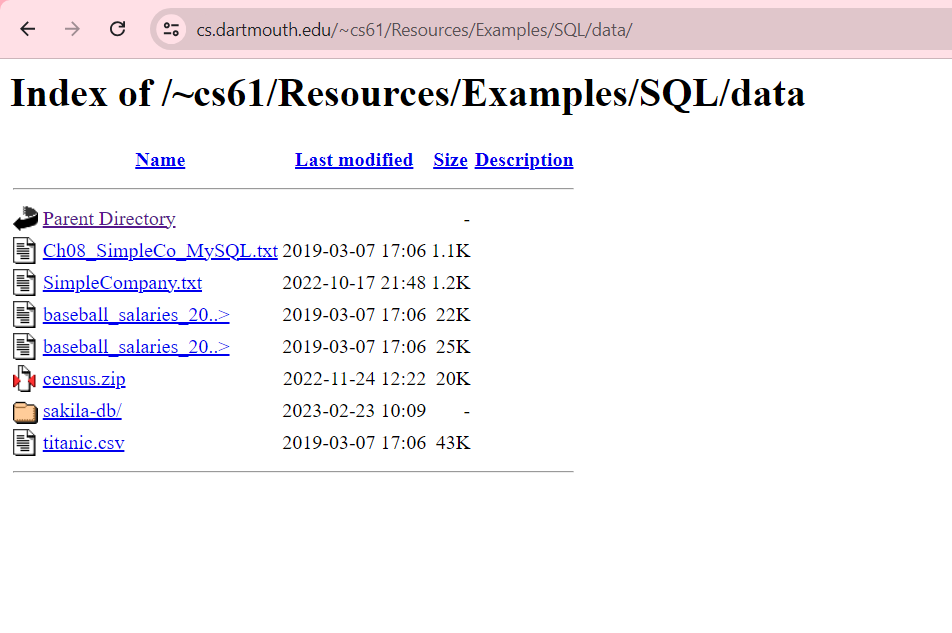 cs.dartmouth.edu/~cs61/Resources/Examples/SQL/data/
Index of /~cs61/Resources/Examples/SQL/data
Name Last modified Size Description
Parent Directory -
Ch08_SimpleCo_MySQL.txt 2019-03-07 17:06 1.1K
SimpleCompany.txt 2022-10-17 21:48 1.2K
baseball_salaries_20..> 2019-03-07 17:06 22K
baseball_salaries_20..> 2019-03-07 17:06 25K
census.zip 2022-11-24 12:22 20K
sakila-db/ 2023-02-23 10:09 -
titanic.csv 2019-03-07 17:06 43K